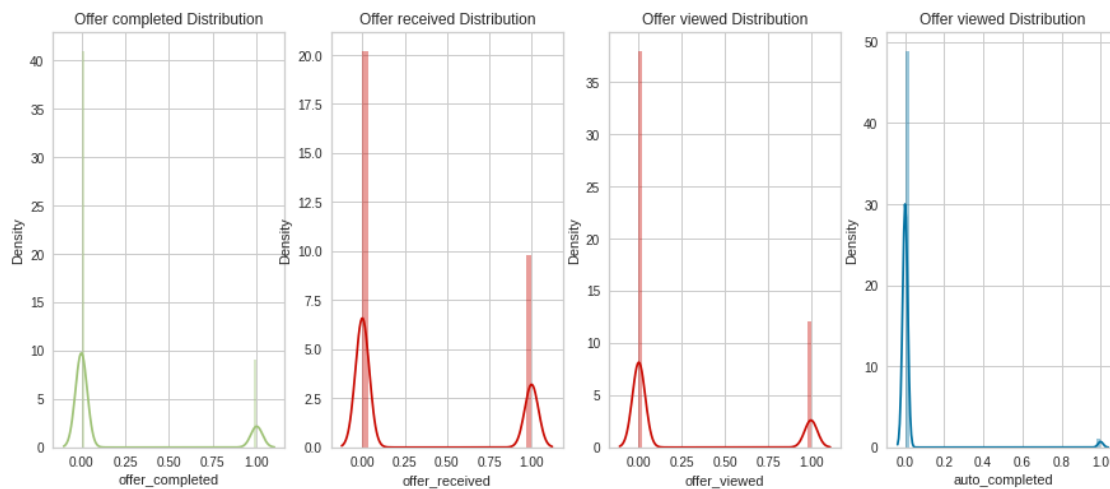 Offer completed Distribution
Density
40
35
30
25
20
15
10
5
0
0.00 0.25 0.50 0.75 1.00
offer_completed
Offer received Distribution
Density
20.0
17.5
15.0
12.5
10.0
7.5
5.0
2.5
0.0
0.00 0.25 0.50 0.75 1.00
offer_received
Offer viewed Distribution
Density
35
30
25
20
15
10
5
0
0.00 0.25 0.50 0.75 1.00
offer_viewed
Offer viewed Distribution
Density
50
40
30
20
10
0
0.0 0.2 0.4 0.6 0.8 1.0
auto_completed